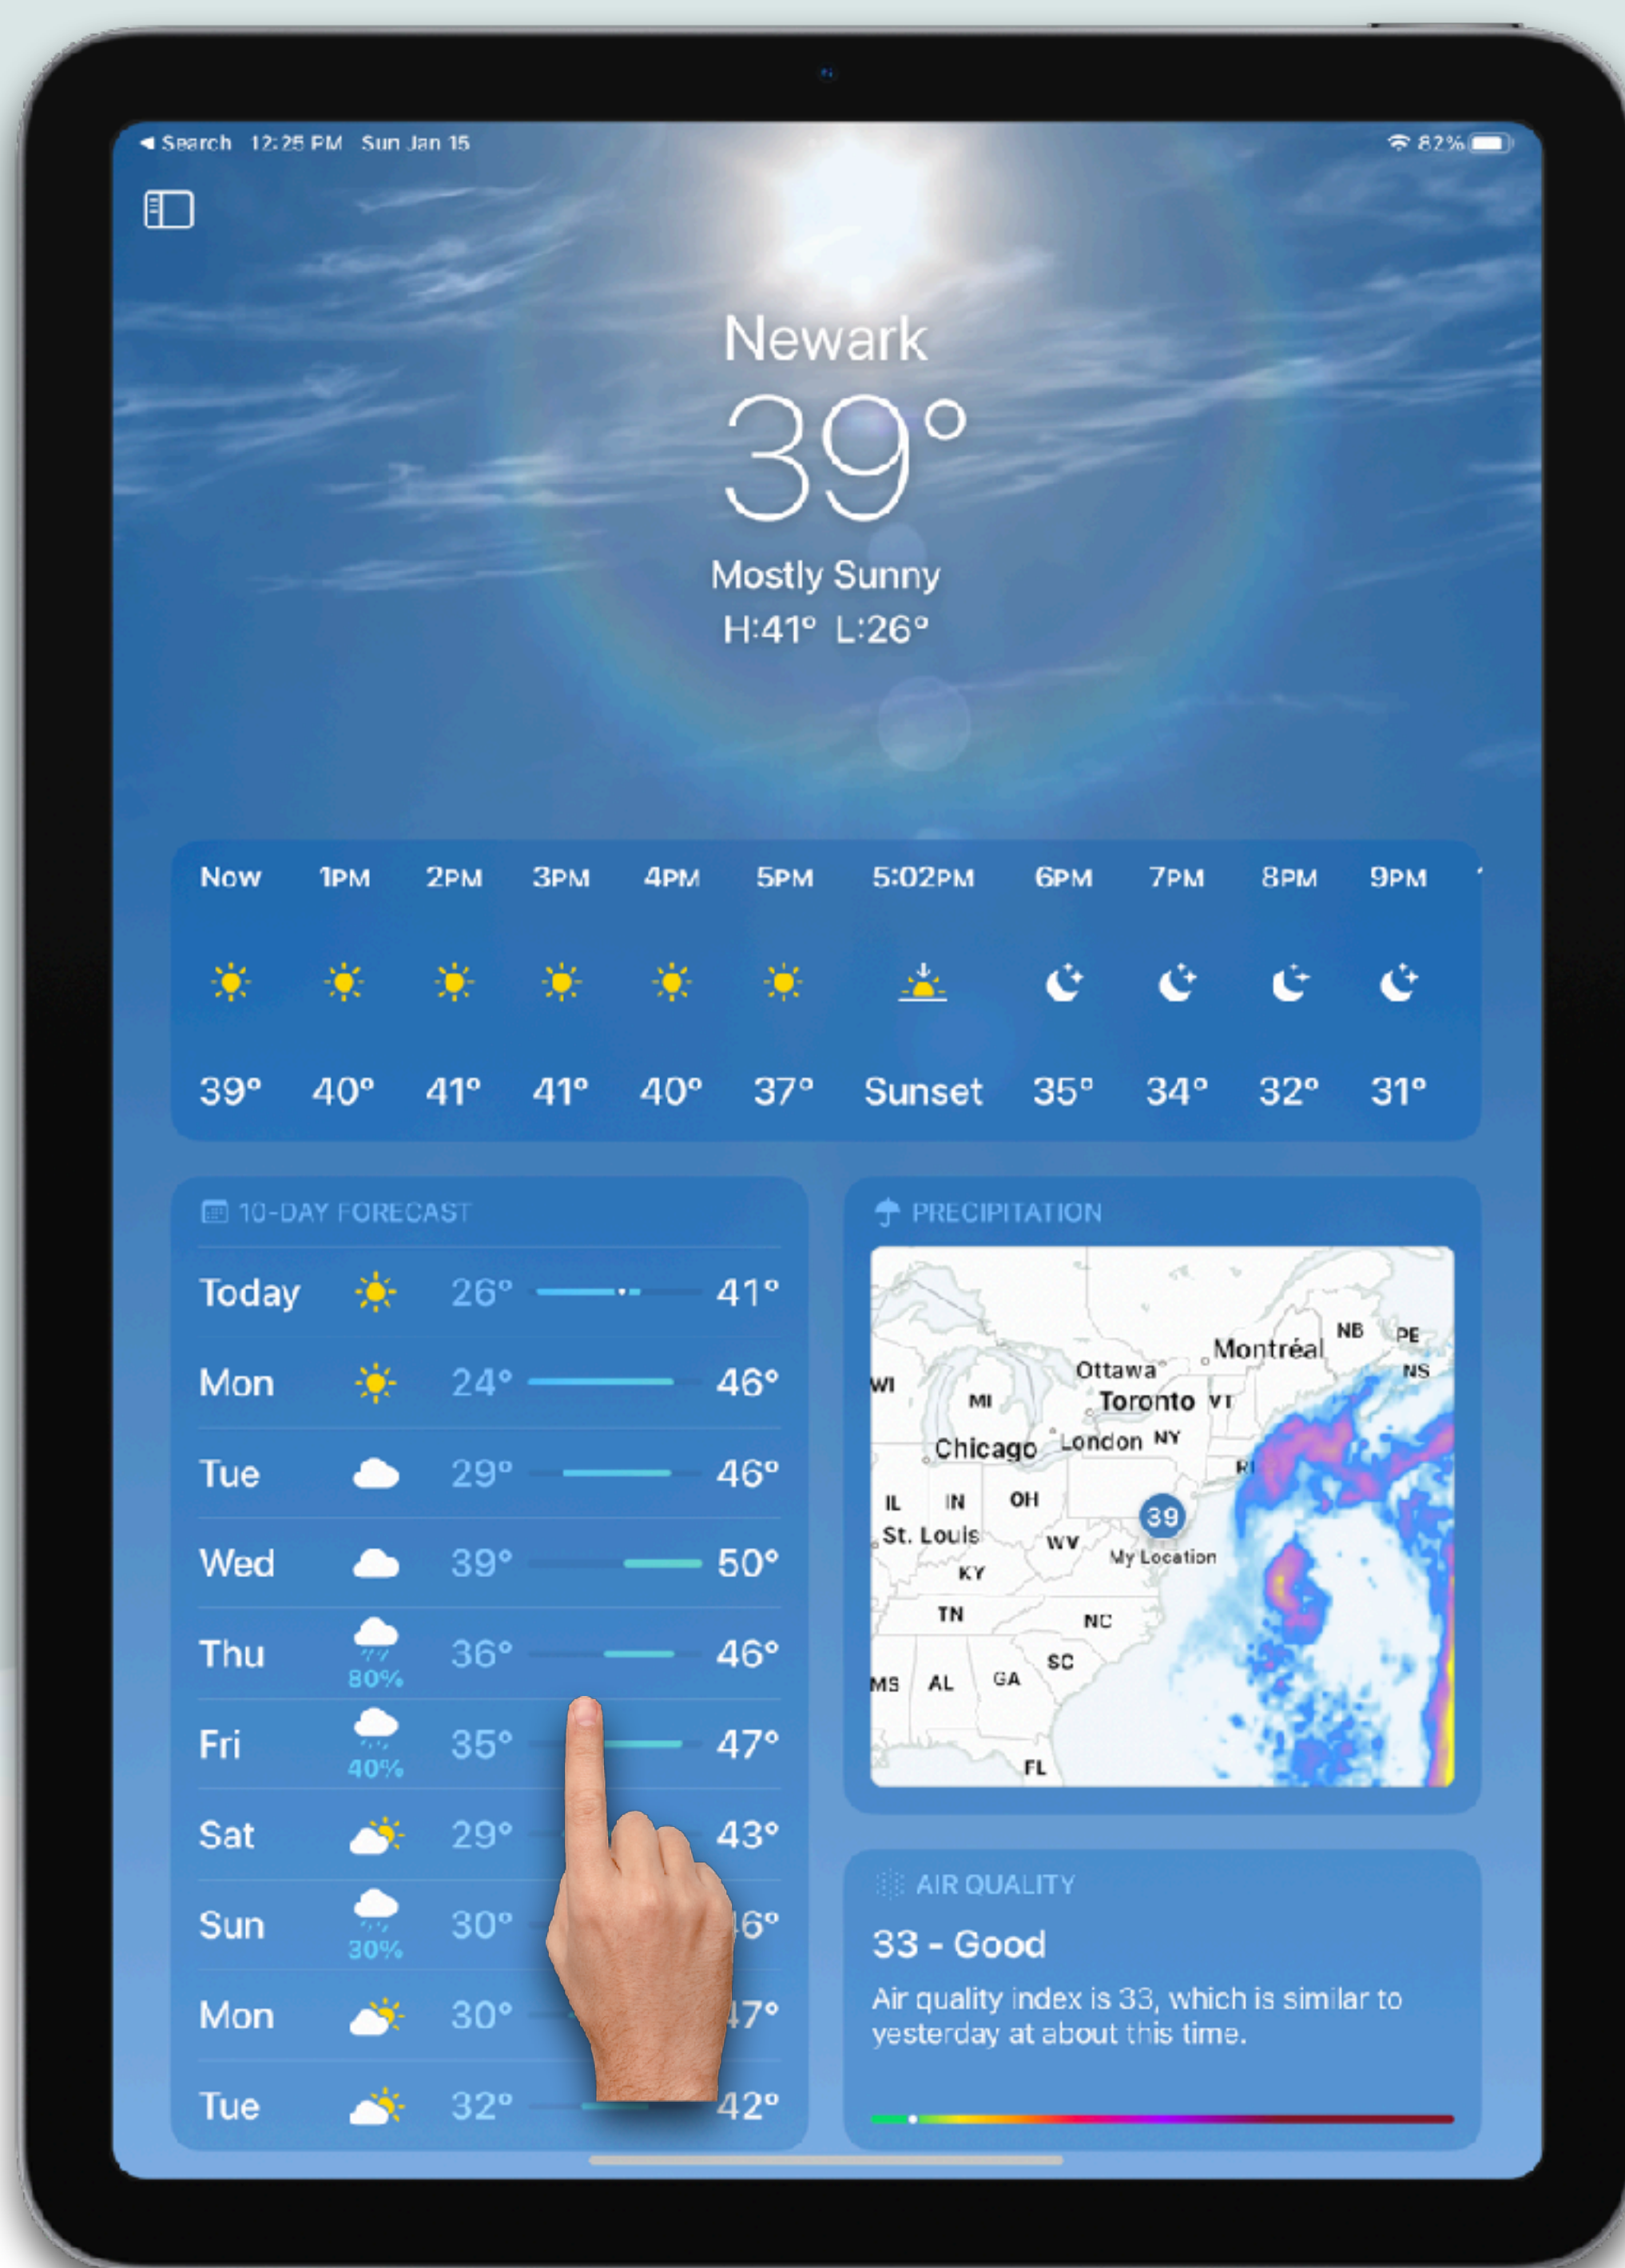 ◀ Search 12:25 PM Sun Jan 15 82%
Newark
39°
Mostly Sunny
H:41° L:26°
Now 1PM 2PM 3PM 4PM 5PM 5:02PM 6PM 7PM 8PM 9PM
39° 40° 41° 41° 40° 37° Sunset 35° 34° 32° 31°
10-DAY FORECAST
Today 26° 41°
Mon 24° 46°
Tue 29° 46°
Wed 39° 50°
Thu 80% 36° 46°
Fri 40% 35° 47°
Sat 29° 43°
Sun 30% 30° 6°
Mon 30° 47°
Tue 32° 42°
PRECIPITATION
NB PE
Montréal
Ottawa NS
WI MI Toronto VT
Chicago London NY
RI
IL IN OH 39
St. Louis WV My Location
KY
TN NC
SC
MS AL GA
FL
AIR QUALITY
33 - Good
Air quality index is 33, which is similar to
yesterday at about this time.